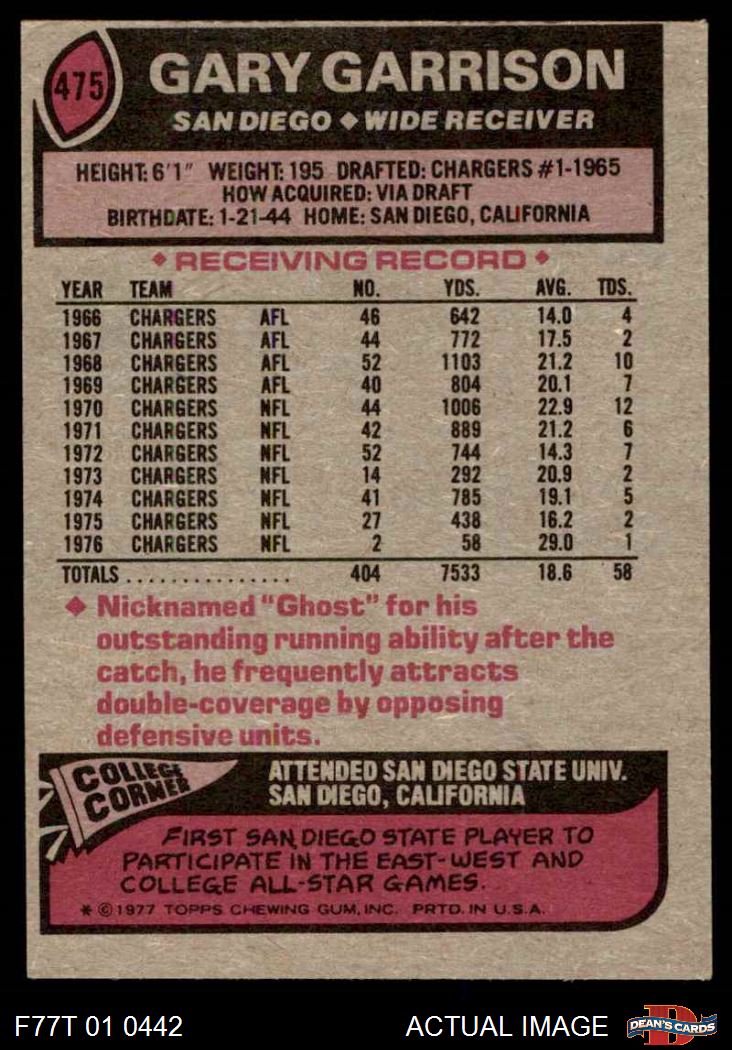 475
GARY GARRISON
SAN DIEGO ◆ WIDE RECEIVER
HEIGHT: 6'1" WEIGHT: 195 DRAFTED: CHARGERS #1-1965
HOW ACQUIRED: VIA DRAFT
BIRTHDATE: 1-21-44 HOME: SAN DIEGO, CALIFORNIA
◆ RECEIVING RECORD ◆
YEAR TEAM NO. YDS. AVG. TDS.
1966 CHARGERS AFL 46 642 14.0 4
1967 CHARGERS AFL 44 772 17.5 2
1968 CHARGERS AFL 52 1103 21.2 10
1969 CHARGERS AFL 40 804 20.1 7
1970 CHARGERS NFL 44 1006 22.9 12
1971 CHARGERS NFL 42 889 21.2 6
1972 CHARGERS NFL 52 744 14.3 7
1973 CHARGERS NFL 14 292 20.9 2
1974 CHARGERS NFL 41 785 19.1 5
1975 CHARGERS NFL 27 438 16.2 2
1976 CHARGERS NFL 2 58 29.0 1
TOTALS ............... 404 7533 18.6 58
◆ Nicknamed "Ghost" for his
outstanding running ability after the
catch, he frequently attracts
double-coverage by opposing
defensive units.
COLLEGE
CORNER
ATTENDED SAN DIEGO STATE UNIV.
SAN DIEGO, CALIFORNIA
FIRST SAN DIEGO STATE PLAYER TO
PARTICIPATE IN THE EAST-WEST AND
COLLEGE ALL-STAR GAMES.
* © 1977 TOPPS CHEWING GUM, INC. PRTD. IN U.S.A.
F77T 01 0442 ACTUAL IMAGE
D
DEAN'S CARDS